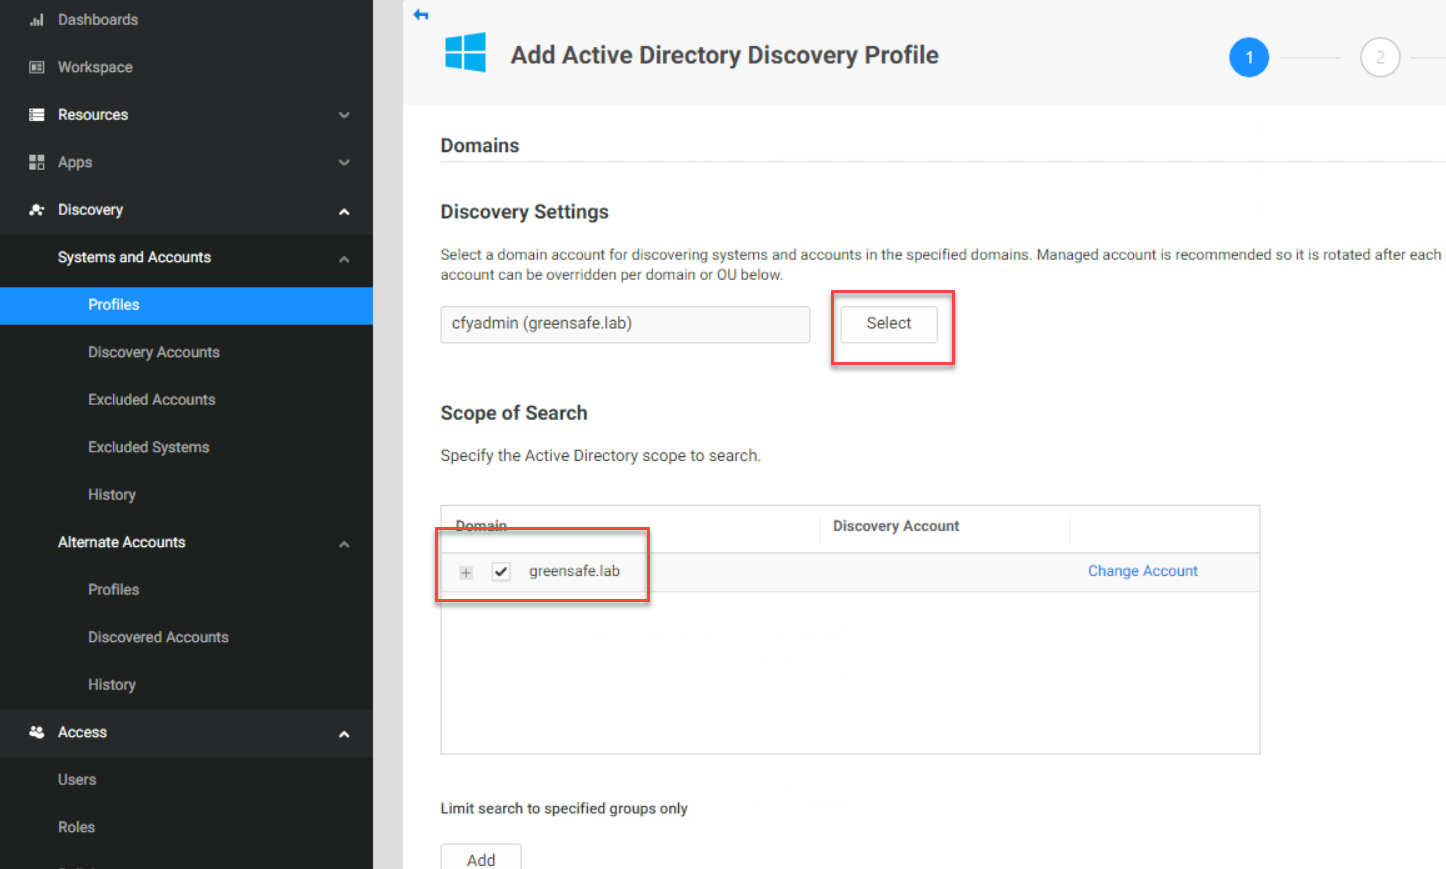 Dashboards
Workspace
Resources
Apps
Discovery
Systems and Accounts
Profiles
Discovery Accounts
Excluded Accounts
Excluded Systems
History
Alternate Accounts
Profiles
Discovered Accounts
History
Access
Users
Roles
Add Active Directory Discovery Profile
1
2
Domains
Discovery Settings
Select a domain account for discovering systems and accounts in the specified domains. Managed account is recommended so it is rotated after each
account can be overridden per domain or OU below.
cfyadmin (greensafe.lab)
Select
Scope of Search
Specify the Active Directory scope to search.
Domain
Discovery Account
greensafe.lab
Change Account
Limit search to specified groups only
Add